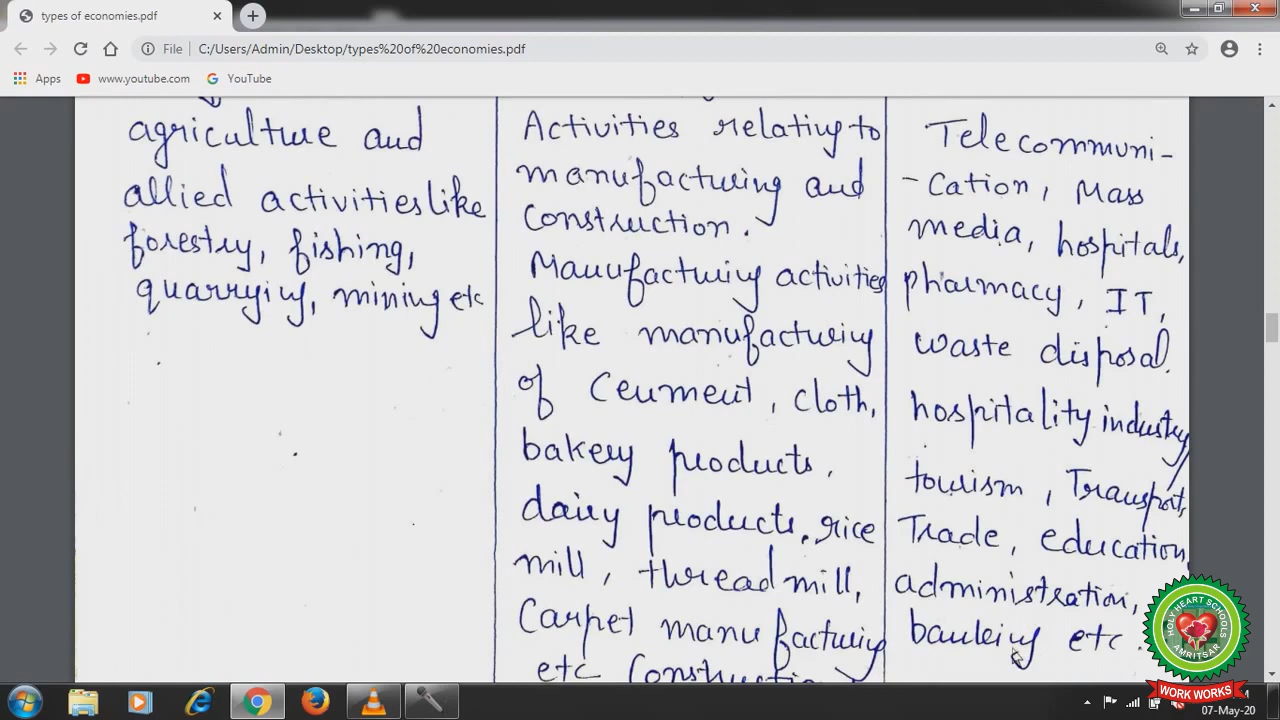 types of economies.pdf
File
C:/Users/Admin/Desktop/types%20of%20economies.pdf
Apps
www.youtube.com
YouTube
agriculture and
allied activities like
forestry, fishing,
quarrying, mining etc
Activities relating to
manufacturing and
Construction.
Manufacturing activities
like manufacturing
of Ceument, cloth,
bakery products,
dairy products, rice
mill, thread mill,
Carpet manufacturing
etc Construction
Telecommuni-
-Cation, Mass
media, hospitals,
pharmacy, IT,
waste disposal.
hospitality industry
tourism, Transport,
Trade, education,
administration,
banking etc.
HOLY HEART SCHOOLS
AMRITSAR
WORK WORKS
07-May-20